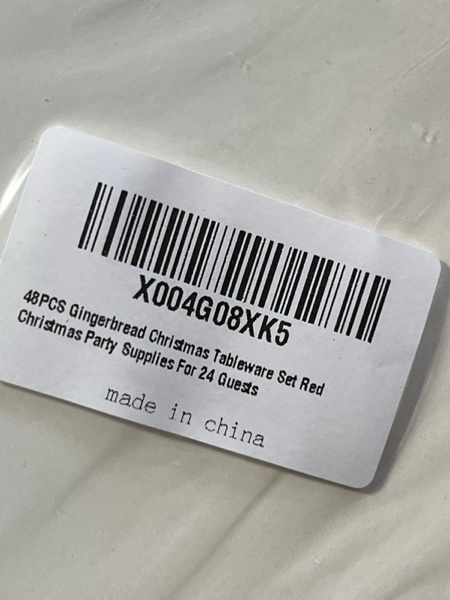 X004G08XK5
48PCS Gingerbread Christmas Tableware Set Red
Christmas Party Supplies For 24 Guests
made in china